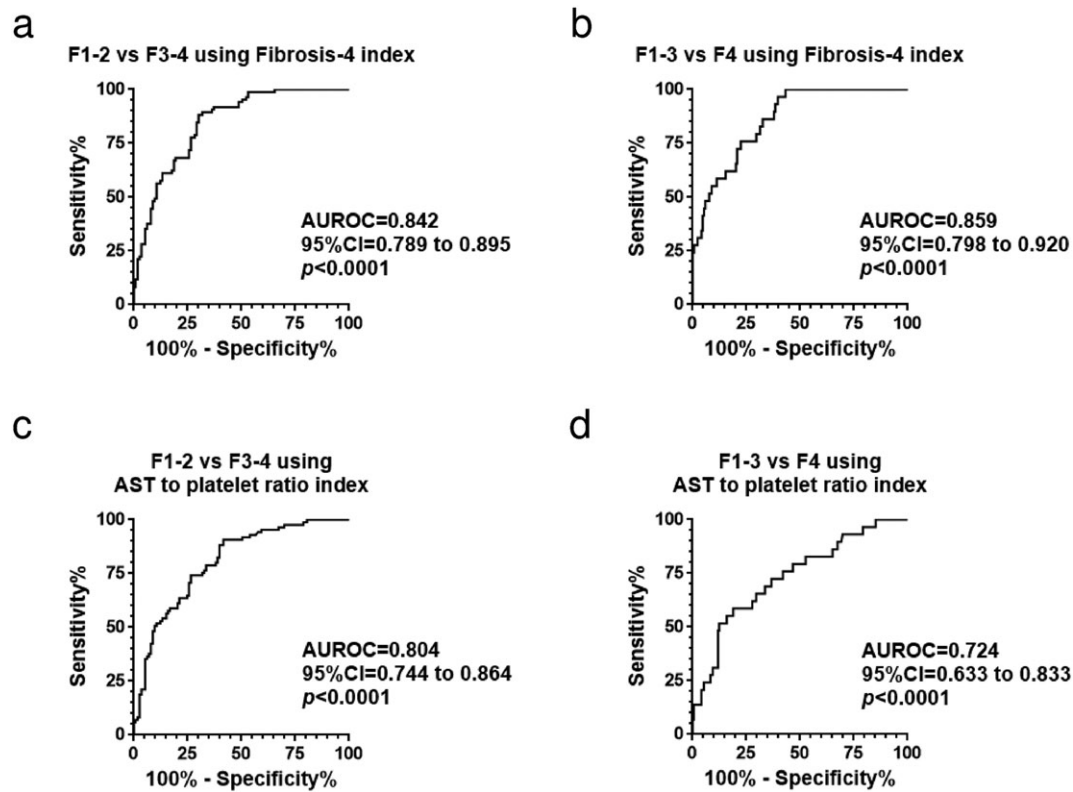 a
F1-2 vs F3-4 using Fibrosis-4 index
100
75
50
25
0
Sensitivity%
AUROC=0.842
95%CI=0.789 to 0.895
p<0.0001
0 25 50 75 100
100% - Specificity%
b
F1-3 vs F4 using Fibrosis-4 index
100
75
50
25
0
Sensitivity%
AUROC=0.859
95%CI=0.798 to 0.920
p<0.0001
0 25 50 75 100
100% - Specificity%
c
F1-2 vs F3-4 using
AST to platelet ratio index
100
75
50
25
0
Sensitivity%
AUROC=0.804
95%CI=0.744 to 0.864
p<0.0001
0 25 50 75 100
100% - Specificity%
d
F1-3 vs F4 using
AST to platelet ratio index
100
75
50
25
0
Sensitivity%
AUROC=0.724
95%CI=0.633 to 0.833
p<0.0001
0 25 50 75 100
100% - Specificity%